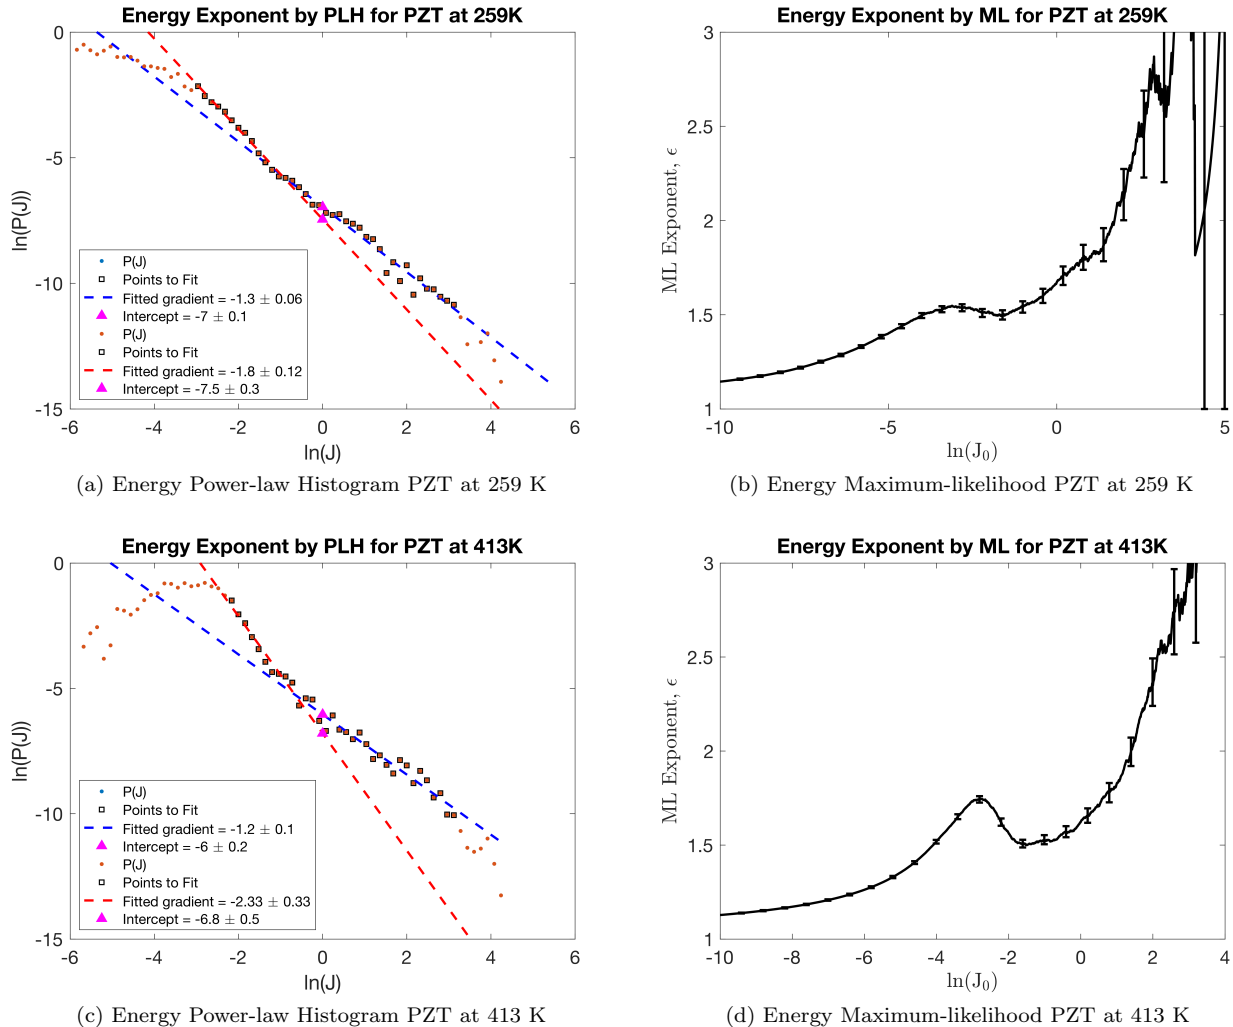 Energy Exponent by PLH for PZT at 259K
0
-5
-10
-15
ln(P(J))
P(J)
Points to Fit
Fitted gradient = -1.3 ± 0.06
Intercept = -7 ± 0.1
P(J)
Points to Fit
Fitted gradient = -1.8 ± 0.12
Intercept = -7.5 ± 0.3
-6 -4 -2 0 2 4 6
ln(J)
(a) Energy Power-law Histogram PZT at 259 K
Energy Exponent by ML for PZT at 259K
3
2.5
2
1.5
1
ML Exponent, ϵ
-10 -5 0 5
ln(J₀)
(b) Energy Maximum-likelihood PZT at 259 K
Energy Exponent by PLH for PZT at 413K
0
-5
-10
-15
ln(P(J))
P(J)
Points to Fit
Fitted gradient = -1.2 ± 0.1
Intercept = -6 ± 0.2
P(J)
Points to Fit
Fitted gradient = -2.33 ± 0.33
Intercept = -6.8 ± 0.5
-6 -4 -2 0 2 4 6
ln(J)
(c) Energy Power-law Histogram PZT at 413 K
Energy Exponent by ML for PZT at 413K
3
2.5
2
1.5
1
ML Exponent, ϵ
-10 -8 -6 -4 -2 0 2 4
ln(J₀)
(d) Energy Maximum-likelihood PZT at 413 K